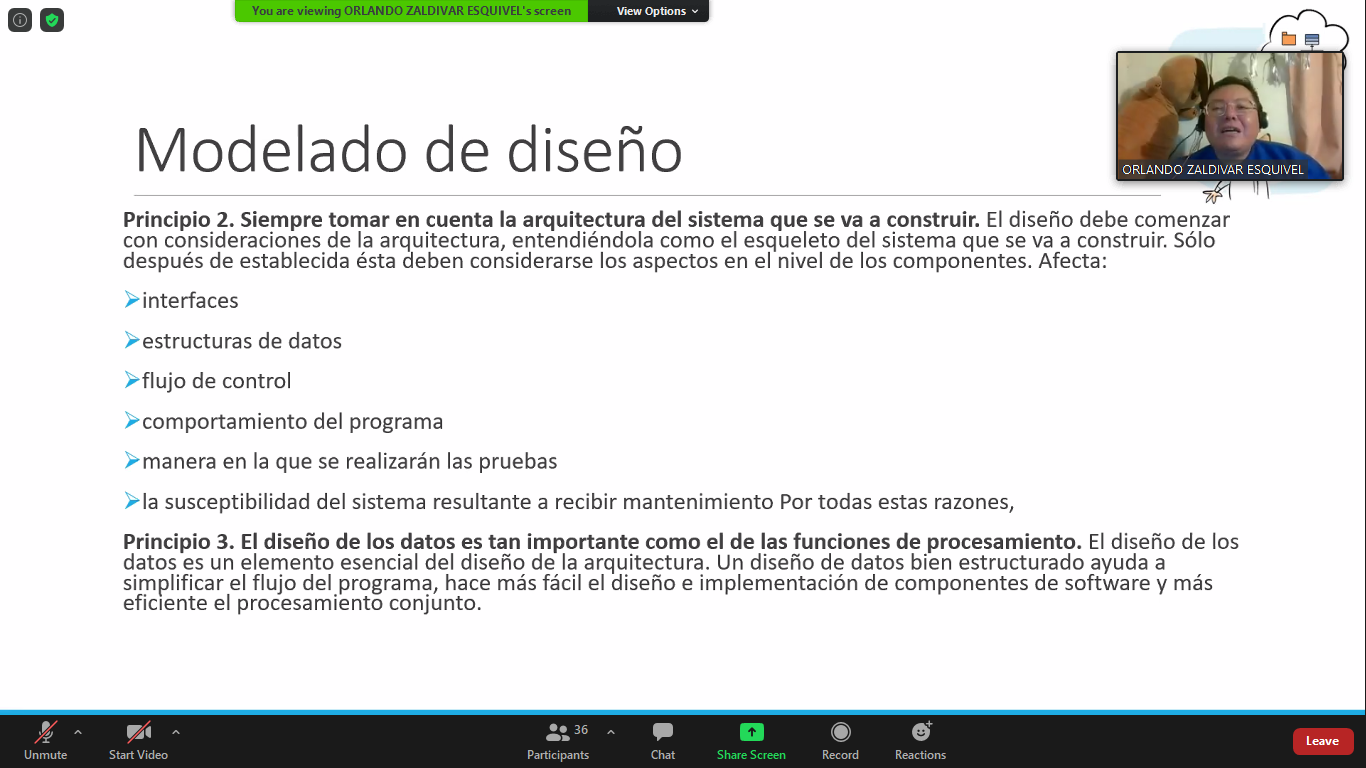 You are viewing ORLANDO ZALDIVAR ESQUIVEL's screen
View Options
ORLANDO ZALDIVAR ESQUIVEL
Modelado de diseño
Principio 2. Siempre tomar en cuenta la arquitectura del sistema que se va a construir. El diseño debe comenzar
con consideraciones de la arquitectura, entendiéndola como el esqueleto del sistema que se va a construir. Sólo
después de establecida ésta deben considerarse los aspectos en el nivel de los componentes. Afecta:
interfaces
estructuras de datos
flujo de control
comportamiento del programa
manera en la que se realizarán las pruebas
la susceptibilidad del sistema resultante a recibir mantenimiento Por todas estas razones,
Principio 3. El diseño de los datos es tan importante como el de las funciones de procesamiento. El diseño de los
datos es un elemento esencial del diseño de la arquitectura. Un diseño de datos bien estructurado ayuda a
simplificar el flujo del programa, hace más fácil el diseño e implementación de componentes de software y más
eficiente el procesamiento conjunto.
Unmute
Start Video
Participants
36
Chat
Share Screen
Record
Reactions
Leave